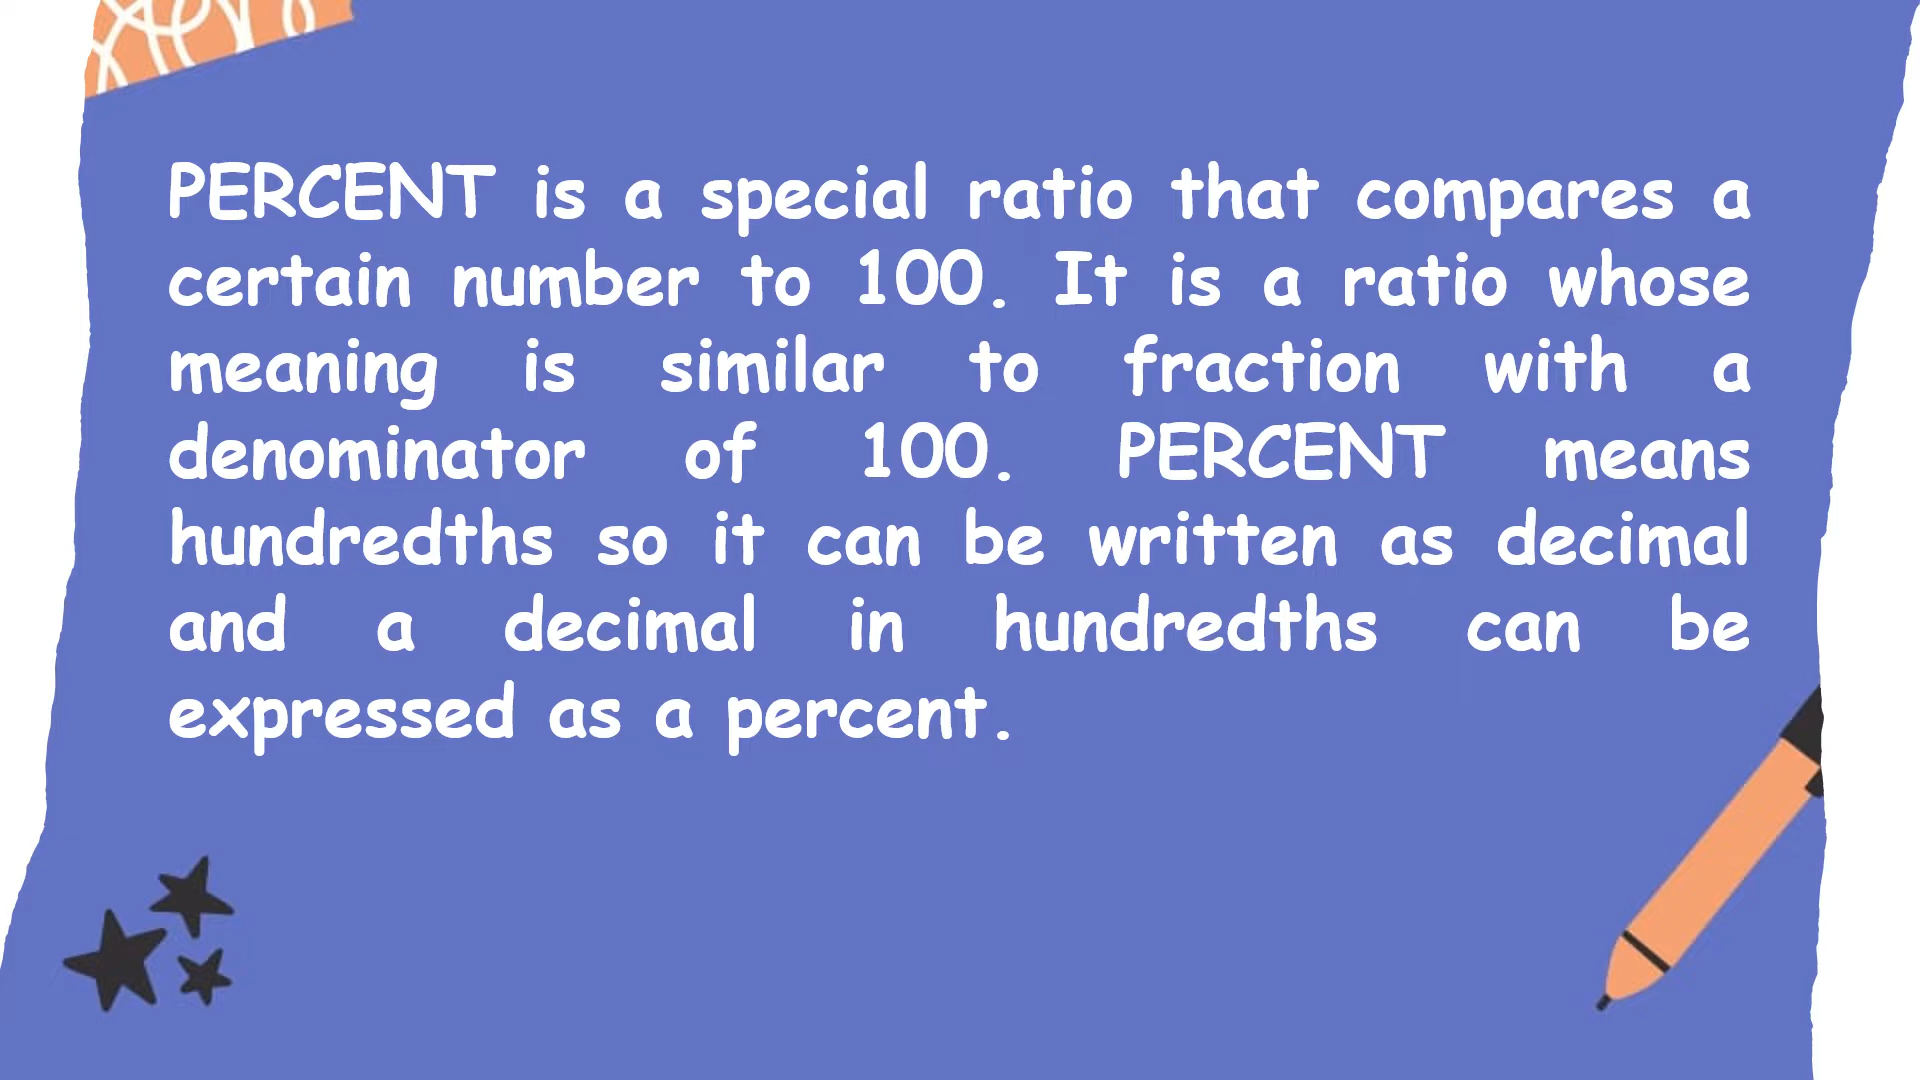 PERCENT is a special ratio that compares a
certain number to 100. It is a ratio whose
meaning is similar to fraction with a
denominator of 100. PERCENT means
hundredths so it can be written as decimal
and a decimal in hundredths can be
expressed as a percent.